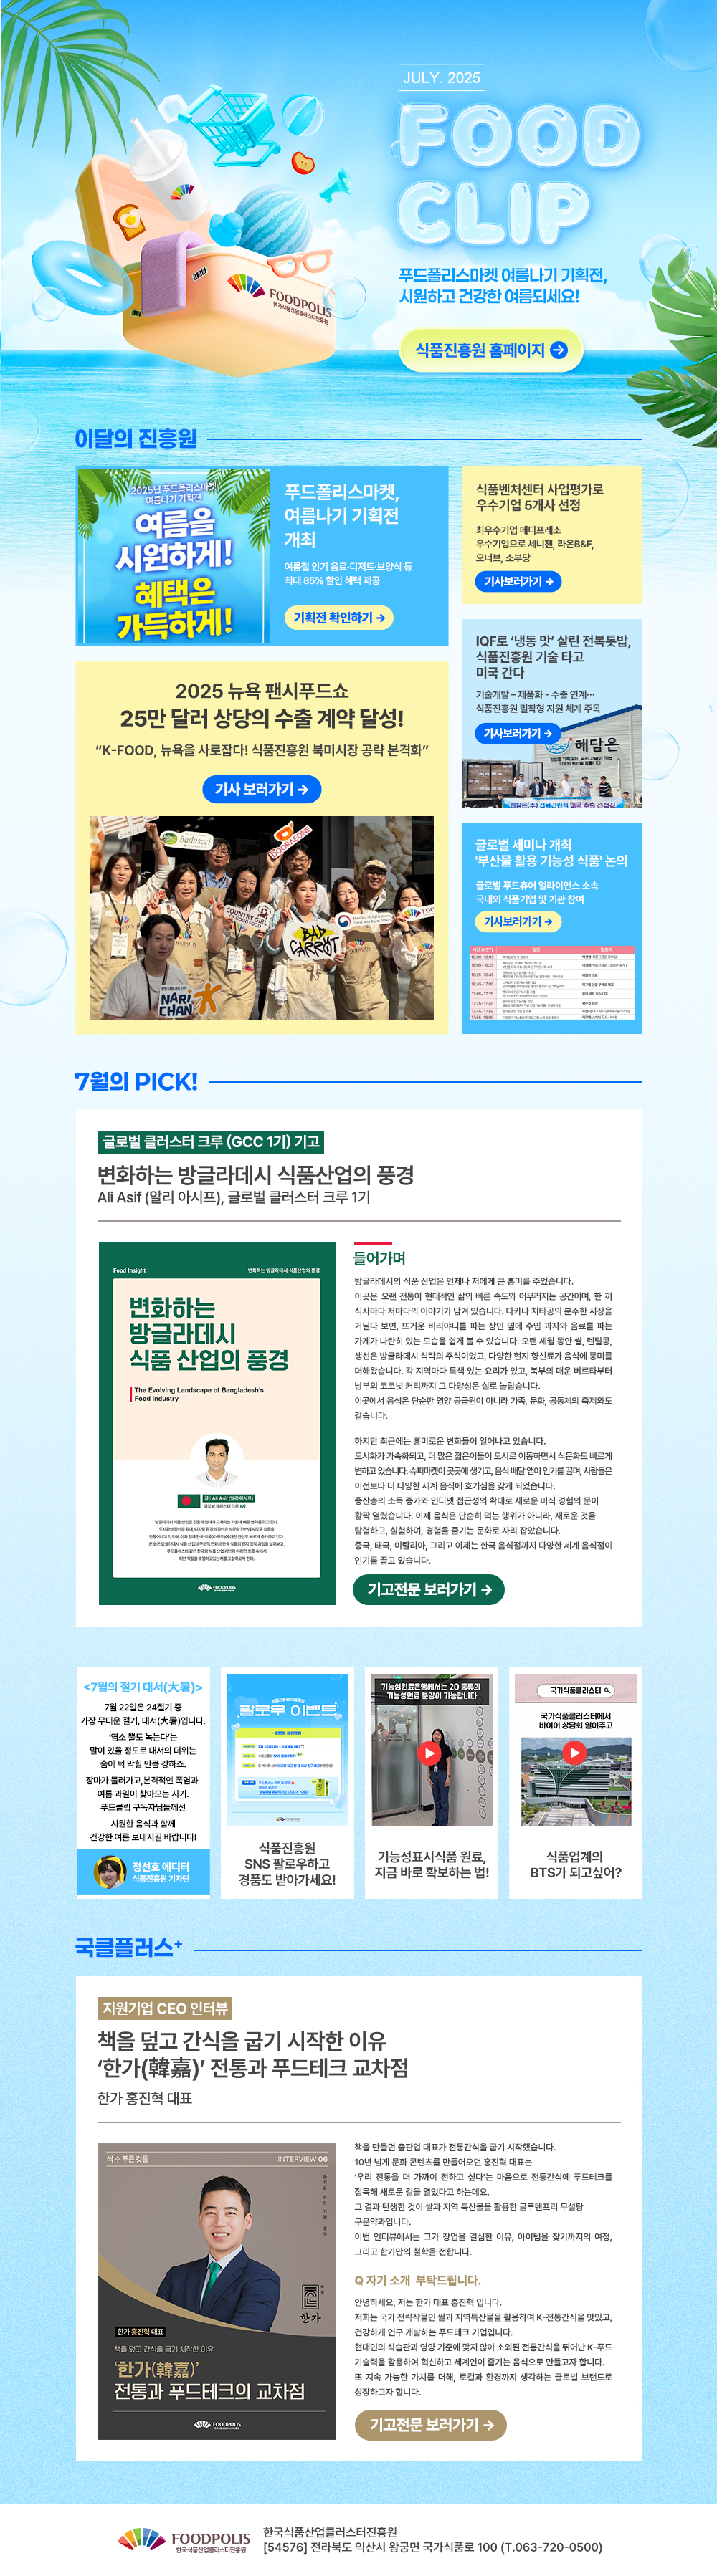 JULY. 2025
FOOD
CLIP
푸드폴리스마켓 여름나기 기획전,
시원하고 건강한 여름되세요!
식품진흥원 홈페이지
FOODPOLIS
한국식품산업클러스터진흥원
이달의 진흥원
2025년 푸드폴리스마켓
여름나기 기획전
여름을
시원하게!
혜택은
가득하게!
푸드폴리스마켓,
여름나기 기획전
개최
여름철 인기 음료·디저트·보양식 등
최대 85% 할인 혜택 제공
기획전 확인하기
식품벤처센터 사업평가로
우수기업 5개사 선정
최우수기업 메디프레소
우수기업으로 세니젠, 라온B&F,
오너브, 소부당
기사보러가기
IQF로 '냉동 맛' 살린 전복톳밥,
식품진흥원 기술 타고
미국 간다
기술개발 – 제품화 - 수출 연계…
식품진흥원 밀착형 지원 체계 주목
기사보러가기
해담은
2025 뉴욕 팬시푸드쇼
25만 달러 상당의 수출 계약 달성!
"K-FOOD, 뉴욕을 사로잡다! 식품진흥원 북미시장 공략 본격화"
기사 보러가기
Badasori
COUNTRY GIRL
BAD
CARROT
NARI
CHAN
글로벌 세미나 개최
'부산물 활용 기능성 식품' 논의
글로벌 푸드츄어 얼라이언스 소속
국내외 식품기업 및 기관 참여
기사보러가기
7월의 PICK!
글로벌 클러스터 크루 (GCC 1기) 기고
변화하는 방글라데시 식품산업의 풍경
Ali Asif (알리 아시프), 글로벌 클러스터 크루 1기
Food Insight
변화하는 방글라데시 식품산업의 풍경
변화하는
방글라데시
식품 산업의 풍경
The Evolving Landscape of Bangladesh's
Food Industry
글 | Ali Asif (알리 아시프)
글로벌 클러스터 크루 1기
FOODPOLIS
들어가며
방글라데시의 식품 산업은 언제나 저에게 큰 흥미를 주었습니다.
이곳은 오랜 전통이 현대적인 삶의 빠른 속도와 어우러지는 공간이며, 한 끼
식사마다 저마다의 이야기가 담겨 있습니다. 다카나 치타공의 분주한 시장을
거닐다 보면, 뜨거운 비리야니를 파는 상인 옆에 수입 과자와 음료를 파는
가게가 나란히 있는 모습을 쉽게 볼 수 있습니다. 오랜 세월 동안 쌀, 렌틸콩,
생선은 방글라데시 식탁의 주식이었고, 다양한 현지 향신료가 음식에 풍미를
더해왔습니다. 각 지역마다 특색 있는 요리가 있고, 북부의 매운 버르타부터
남부의 코코넛 커리까지 그 다양성은 실로 놀랍습니다.
이곳에서 음식은 단순한 영양 공급원이 아니라 가족, 문화, 공동체의 축제와도
같습니다.
하지만 최근에는 흥미로운 변화들이 일어나고 있습니다.
도시화가 가속화되고, 더 많은 젊은이들이 도시로 이동하면서 식문화도 빠르게
변하고 있습니다. 슈퍼마켓이 곳곳에 생기고, 음식 배달 앱이 인기를 끌며, 사람들은
이전보다 더 다양한 세계 음식에 호기심을 갖게 되었습니다.
중산층의 소득 증가와 인터넷 접근성의 확대로 새로운 미식 경험의 문이
활짝 열렸습니다. 이제 음식은 단순히 먹는 행위가 아니라, 새로운 것을
탐험하고, 실험하며, 경험을 즐기는 문화로 자리 잡았습니다.
중국, 태국, 이탈리아, 그리고 이제는 한국 음식점까지 다양한 세계 음식점이
인기를 끌고 있습니다.
기고전문 보러가기
<7월의 절기 대서(大暑)>
7월 22일은 24절기 중
가장 무더운 절기, 대서(大暑)입니다.
'염소 뿔도 녹는다'는
말이 있을 정도로 대서의 더위는
숨이 턱 막힐 만큼 강하죠.
장마가 물러가고,본격적인 폭염과
여름 과일이 찾아오는 시기.
푸드클립 구독자님들께선
시원한 음식과 함께
건강한 여름 보내시길 바랍니다!
정선호 에디터
식품진흥원 기자단
팔로우 이벤트
식품진흥원
SNS 팔로우하고
경품도 받아가세요!
기능성원료은행에서는 20 종류의
기능성원료 분양이 가능합니다
기능성표시식품 원료,
지금 바로 확보하는 법!
국가식품클러스터
국가식품클러스터에서
바이어 상담회 열어주고
식품업계의
BTS가 되고싶어?
국클플러스+
지원기업 CEO 인터뷰
책을 덮고 간식을 굽기 시작한 이유
'한가(韓嘉)' 전통과 푸드테크 교차점
한가 홍진혁 대표
싹 수 푸른 것들
INTERVIEW 06
한가
한가 홍진혁 대표
책을 덮고 간식을 굽기 시작한 이유
'한가(韓嘉)'
전통과 푸드테크의 교차점
FOODPOLIS
책을 만들던 출판업 대표가 전통간식을 굽기 시작했습니다.
10년 넘게 문화 콘텐츠를 만들어오던 홍진혁 대표는
'우리 전통을 더 가까이 전하고 싶다'는 마음으로 전통간식에 푸드테크를
접목해 새로운 길을 열었다고 하는데요.
그 결과 탄생한 것이 쌀과 지역 특산물을 활용한 글루텐프리 무설탕
구운약과입니다.
이번 인터뷰에서는 그가 창업을 결심한 이유, 아이템을 찾기까지의 여정,
그리고 한가만의 철학을 전합니다.
Q 자기 소개 부탁드립니다.
안녕하세요, 저는 한가 대표 홍진혁 입니다.
저희는 국가 전략작물인 쌀과 지역특산물을 활용하여 K-전통간식을 맛있고,
건강하게 연구 개발하는 푸드테크 기업입니다.
현대인의 식습관과 영양 기준에 맞지 않아 소외된 전통간식을 뛰어난 K-푸드
기술력을 활용하여 혁신하고 세계인이 즐기는 음식으로 만들고자 합니다.
또 지속 가능한 가치를 더해, 로컬과 환경까지 생각하는 글로벌 브랜드로
성장하고자 합니다.
기고전문 보러가기
FOODPOLIS
한국식품산업클러스터진흥원
한국식품산업클러스터진흥원
[54576] 전라북도 익산시 왕궁면 국가식품로 100 (T.063-720-0500)